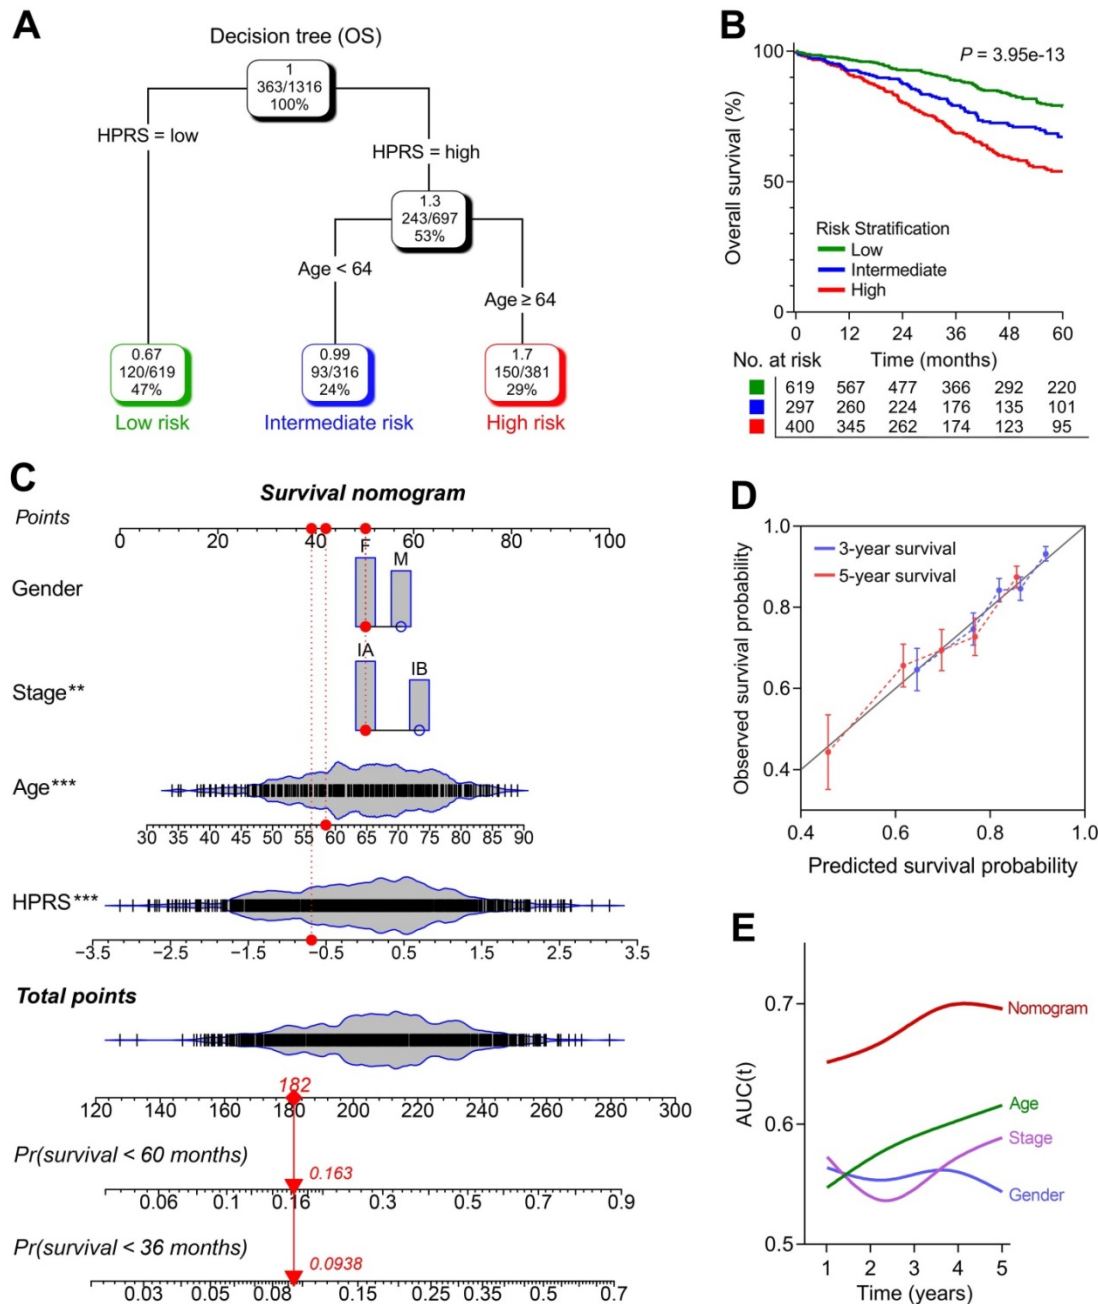 A
Decision tree (OS)
1
363/1316
100%
HPRS = low
HPRS = high
1.3
243/697
53%
Age < 64
Age ≥ 64
0.67
120/619
47%
0.99
93/316
24%
1.7
150/381
29%
Low risk
Intermediate risk
High risk
B
P = 3.95e-13
Overall survival (%)
100
50
0
Risk Stratification
Low
Intermediate
High
0 12 24 36 48 60
No. at risk
Time (months)
619 567 477 366 292 220
297 260 224 176 135 101
400 345 262 174 123 95
C
Survival nomogram
Points
0 20 40 60 80 100
Gender
F
M
Stage**
IA
IB
Age***
30 35 40 45 50 55 60 65 70 75 80 85 90
HPRS***
−3.5 −2.5 −1.5 −0.5 0.5 1.5 2.5 3.5
Total points
182
120 140 160 180 200 220 240 260 280 300
Pr(survival < 60 months)
0.163
0.06 0.1 0.16 0.3 0.5 0.7 0.9
Pr(survival < 36 months)
0.0938
0.03 0.05 0.08 0.15 0.25 0.35 0.5 0.7
D
Observed survival probability
1.0
0.8
0.6
0.4
3-year survival
5-year survival
0.4 0.6 0.8 1.0
Predicted survival probability
E
AUC(t)
0.7
0.6
0.5
Nomogram
Age
Stage
Gender
1 2 3 4 5
Time (years)